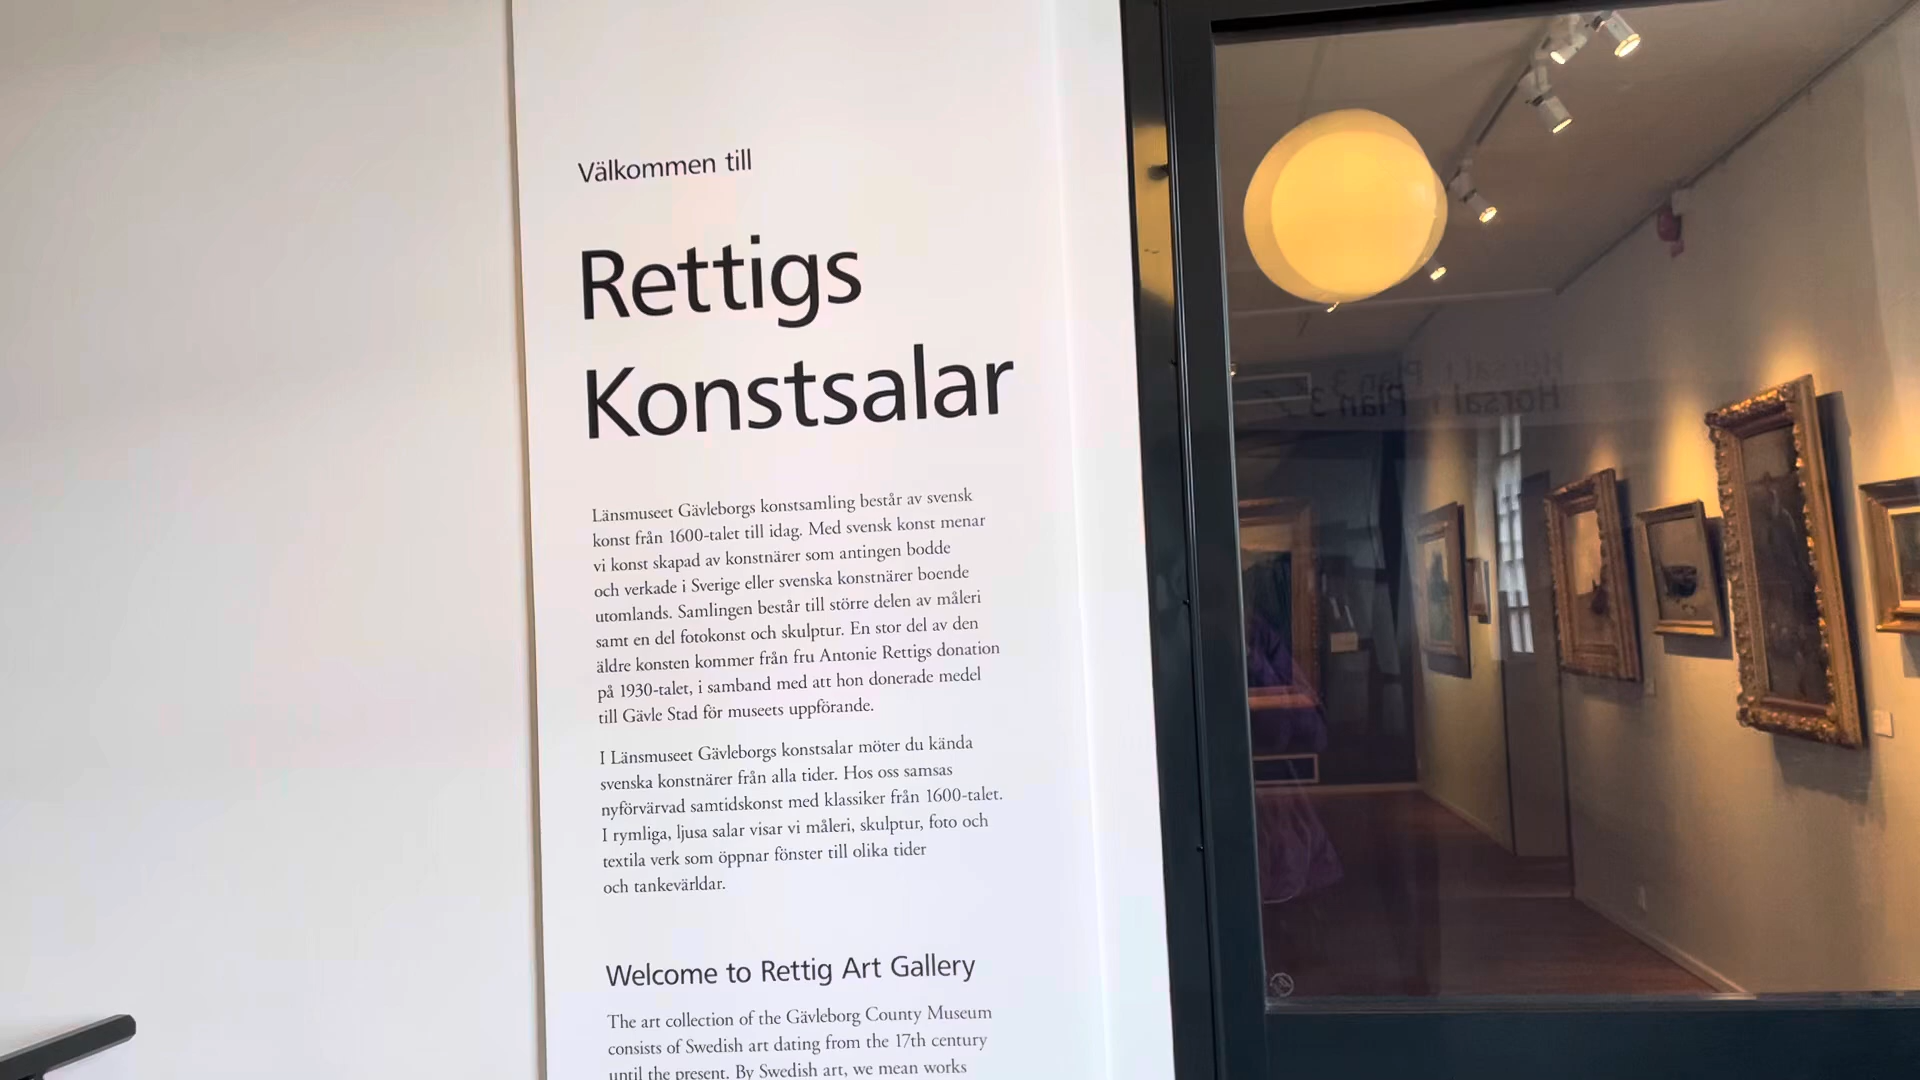 Välkommen till
Rettigs
Konstsalar
Länsmuseet Gävleborgs konstsamling består av svensk
konst från 1600-talet till idag. Med svensk konst menar
vi konst skapad av konstnärer som antingen bodde
och verkade i Sverige eller svenska konstnärer boende
utomlands. Samlingen består till större delen av måleri
samt en del fotokonst och skulptur. En stor del av den
äldre konsten kommer från fru Antonie Rettigs donation
på 1930-talet, i samband med att hon donerade medel
till Gävle Stad för museets uppförande.
I Länsmuseet Gävleborgs konstsalar möter du kända
svenska konstnärer från alla tider. Hos oss samsas
nyförvärvad samtidskonst med klassiker från 1600-talet.
I rymliga, ljusa salar visar vi måleri, skulptur, foto och
textila verk som öppnar fönster till olika tider
och tankevärldar.
Welcome to Rettig Art Gallery
The art collection of the Gävleborg County Museum
consists of Swedish art dating from the 17th century
until the present. By Swedish art, we mean works
Hörsal, Plan 3